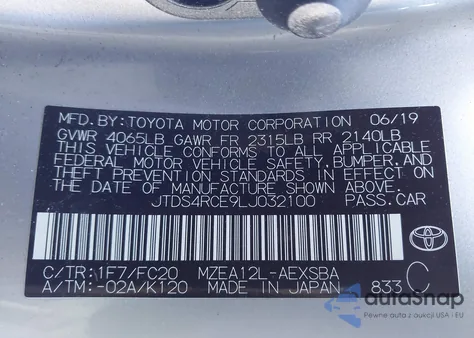 MFD. BY: TOYOTA MOTOR CORPORATION 06/19
GVWR 4065LB GAWR FR 2315LB RR 2140LB
THIS VEHICLE CONFORMS TO ALL APPLICABLE
FEDERAL MOTOR VEHICLE SAFETY, BUMPER, AND
THEFT PREVENTION STANDARDS IN EFFECT ON
THE DATE OF MANUFACTURE SHOWN ABOVE.
JTDS4RCE9LJ032100 PASS. CAR
TOYOTA
C/TR: 1F7/FC20 MZEA12L-AEXSBA
A/TM: -02A/K120 MADE IN JAPAN 833 C
autoSnap
Pewne auta z aukcji USA i EU